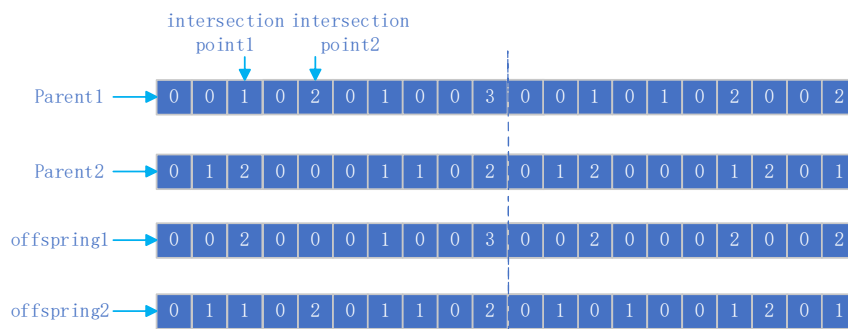 intersection intersection
point1 point2
Parent1 0 0 1 0 2 0 1 0 0 3 0 0 1 0 1 0 2 0 0 2
Parent2 0 1 2 0 0 0 1 1 0 2 0 1 2 0 0 0 1 2 0 1
offspring1 0 0 2 0 0 0 1 0 0 3 0 0 2 0 0 0 2 0 0 2
offspring2 0 1 1 0 2 0 1 1 0 2 0 1 0 1 0 0 1 2 0 1